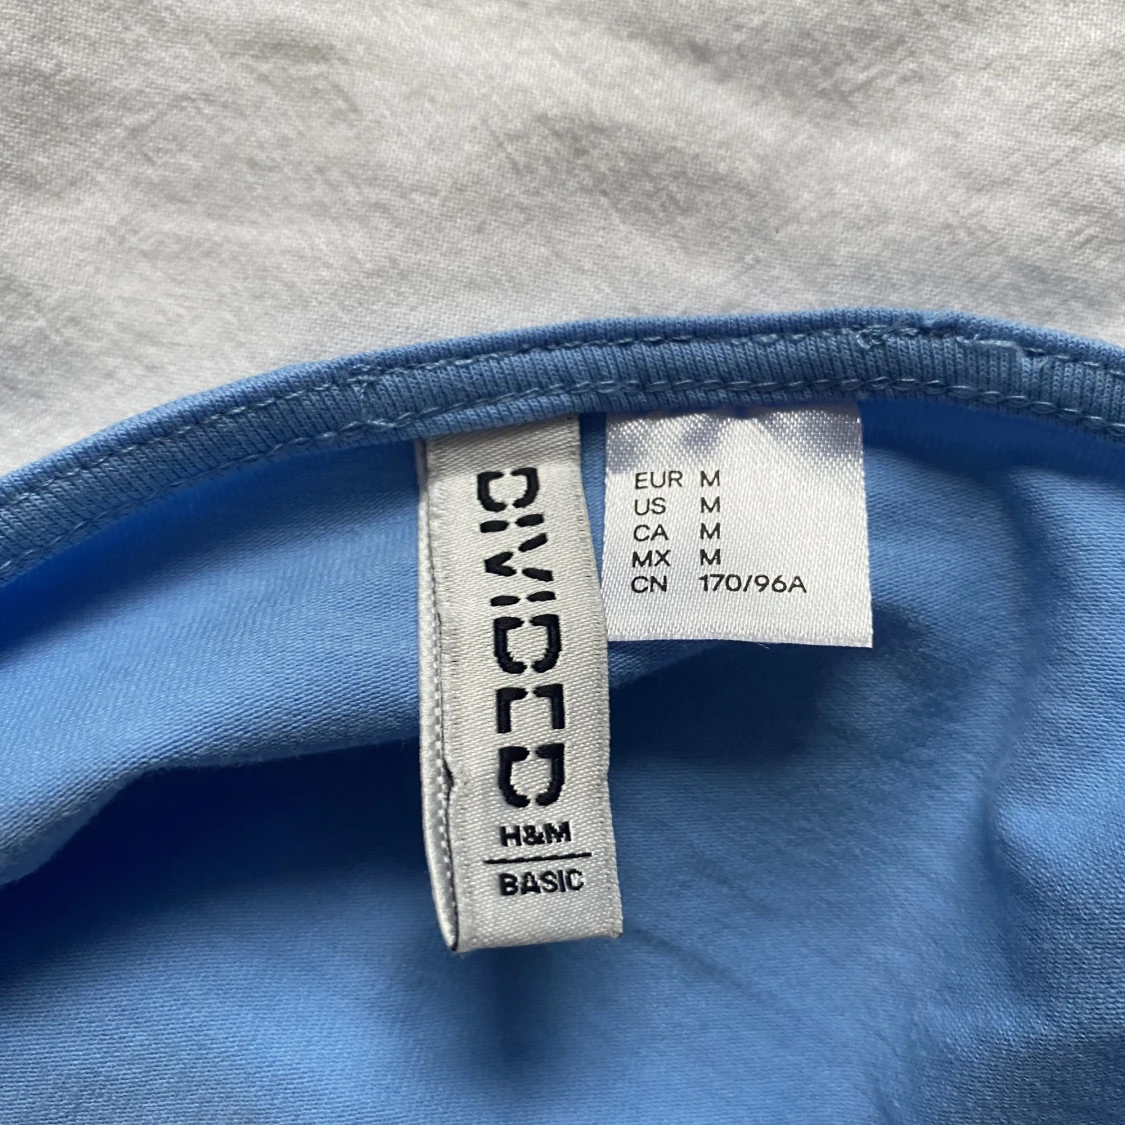 DIVIDED
H&M
BASIC
EUR M
US M
CA M
MX M
CN 170/96A